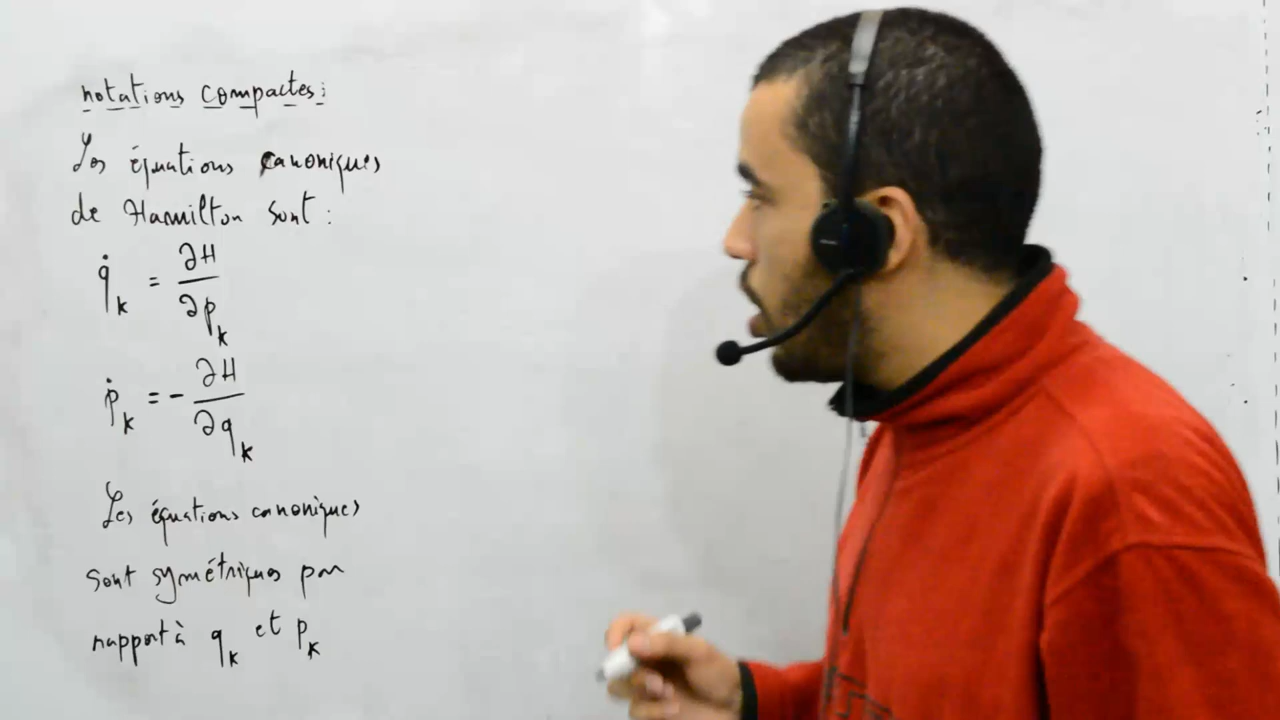 notations compactes :
Les équations canoniques
de Hamilton sont :
q̇_k = ∂H/∂p_k
ṗ_k = - ∂H/∂q_k
Les équations canoniques
sont symétriques par
rapport à q_k et p_k